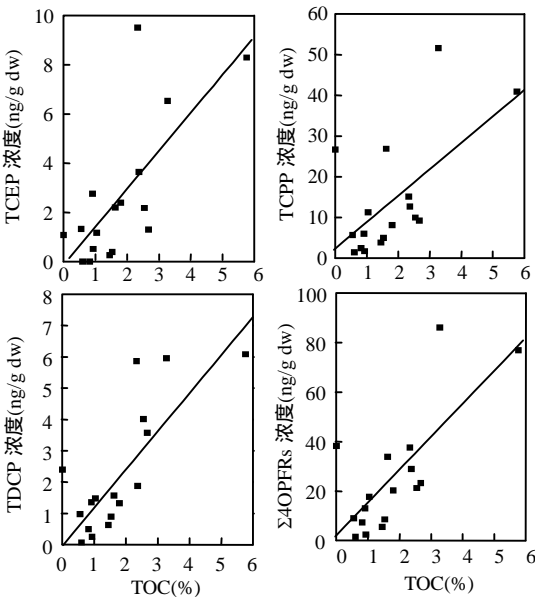 10
8
6
4
2
0
TCEP 浓度(ng/g dw)
0 1 2 3 4 5 6
60
50
40
30
20
10
0
TCPP 浓度(ng/g dw)
0 1 2 3 4 5 6
8
7
6
5
4
3
2
1
0
TDCP 浓度(ng/g dw)
0 1 2 3 4 5 6
TOC(%)
100
80
60
40
20
0
Σ4OPFRs 浓度(ng/g dw)
0 1 2 3 4 5 6
TOC(%)